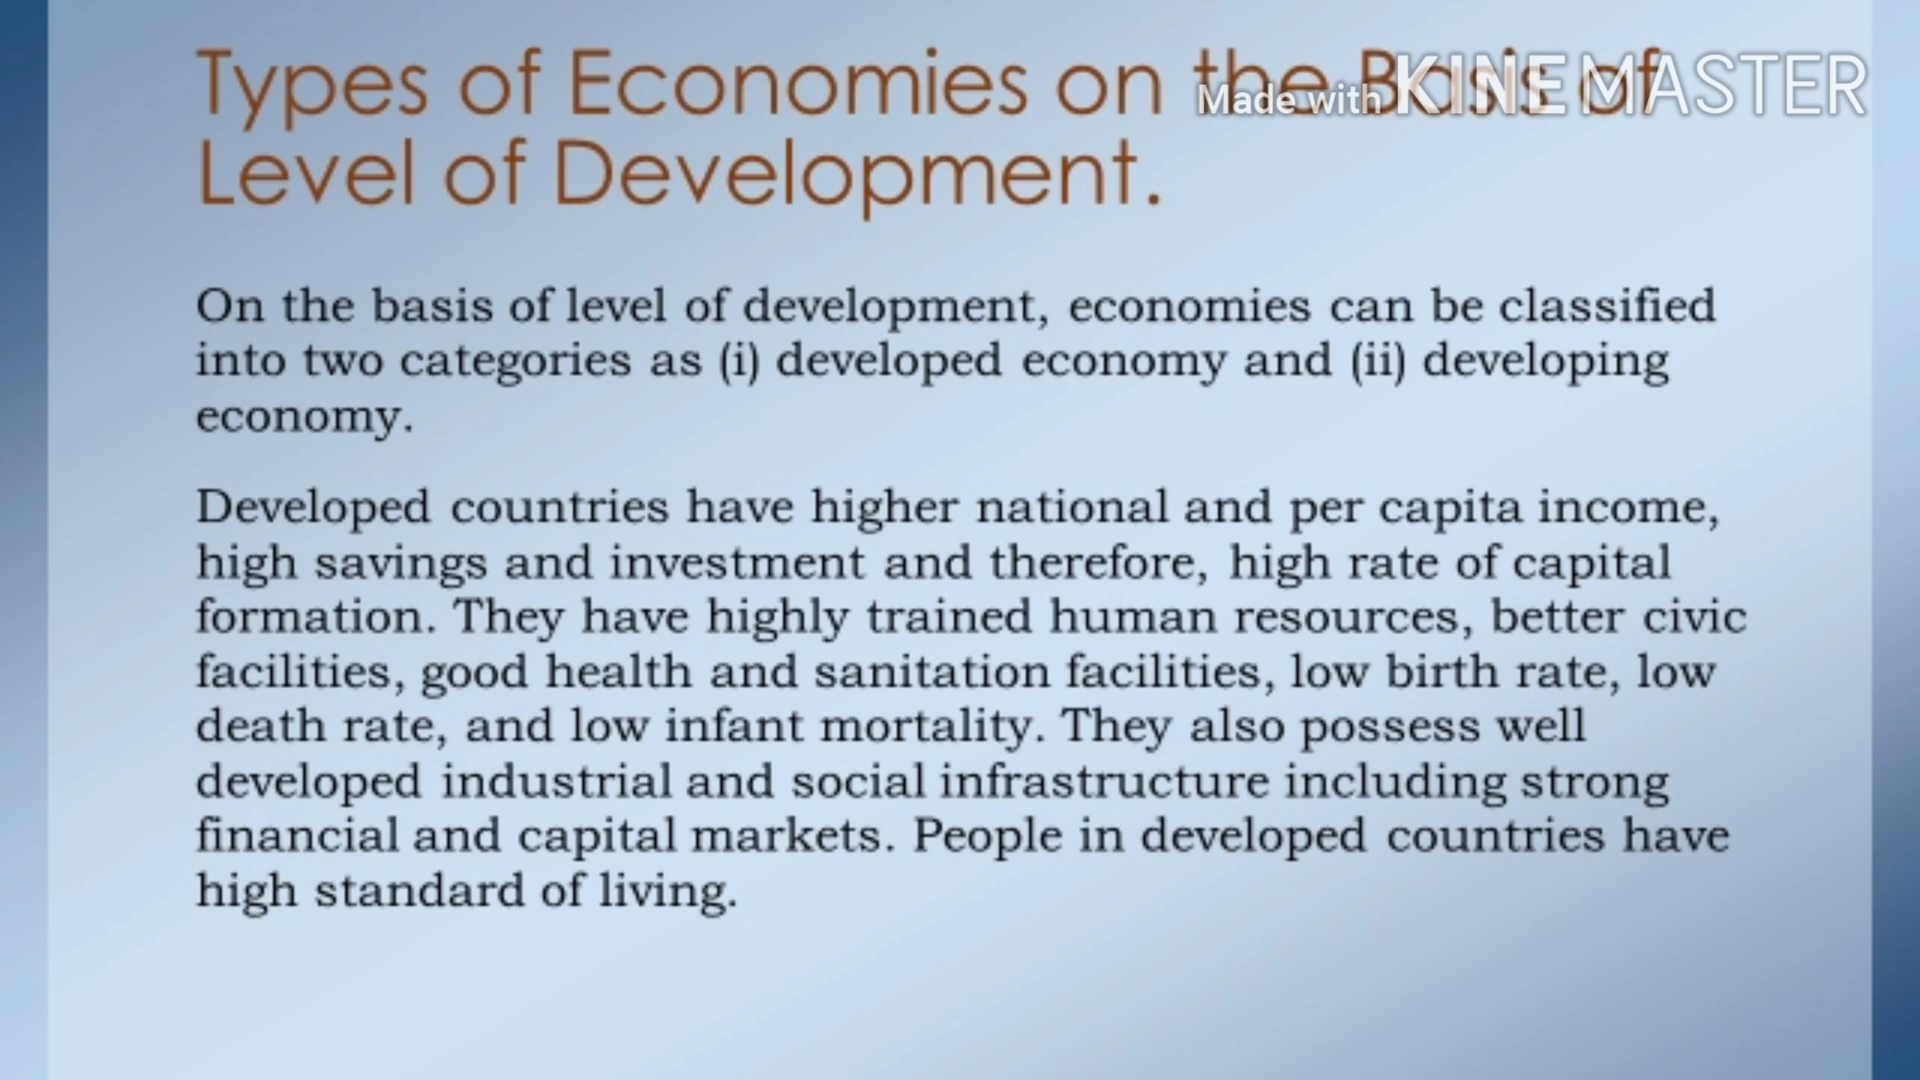 Types of Economies on the Basis of
Made with KINEMASTER
Level of Development.
On the basis of level of development, economies can be classified
into two categories as (i) developed economy and (ii) developing
economy.
Developed countries have higher national and per capita income,
high savings and investment and therefore, high rate of capital
formation. They have highly trained human resources, better civic
facilities, good health and sanitation facilities, low birth rate, low
death rate, and low infant mortality. They also possess well
developed industrial and social infrastructure including strong
financial and capital markets. People in developed countries have
high standard of living.